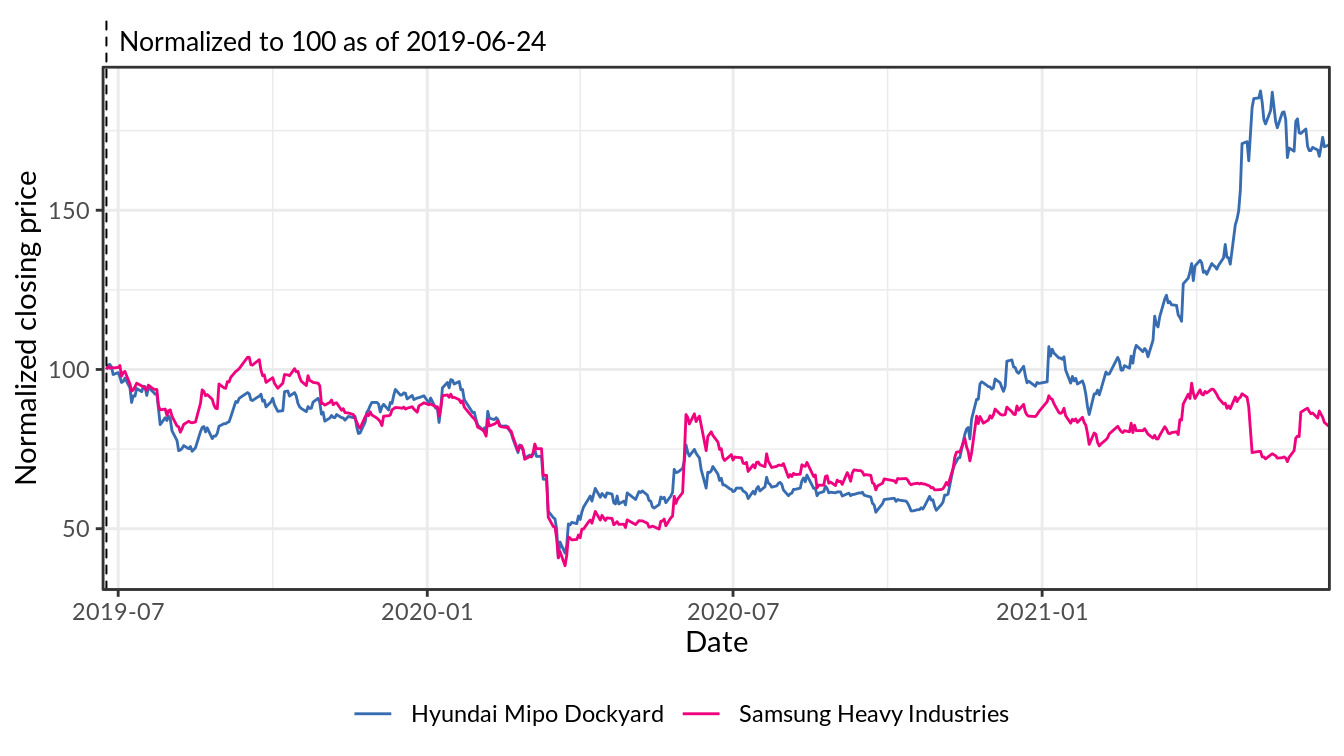 Normalized to 100 as of 2019-06-24
Normalized closing price
150
100
50
2019-07
2020-01
2020-07
2021-01
Date
Hyundai Mipo Dockyard
Samsung Heavy Industries